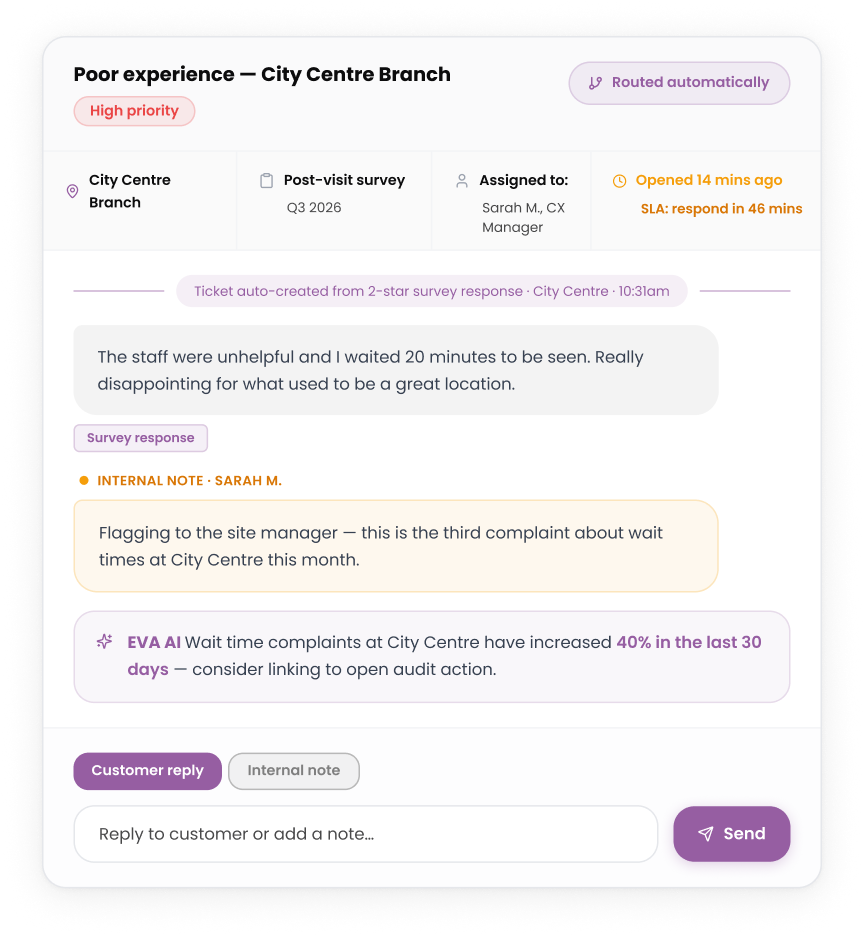 Poor experience — City Centre Branch
High priority
Routed automatically
City Centre
Branch
Post-visit survey
Q3 2026
Assigned to:
Sarah M., CX
Manager
Opened 14 mins ago
SLA: respond in 46 mins
Ticket auto-created from 2-star survey response · City Centre · 10:31am
The staff were unhelpful and I waited 20 minutes to be seen. Really
disappointing for what used to be a great location.
Survey response
INTERNAL NOTE · SARAH M.
Flagging to the site manager — this is the third complaint about wait
times at City Centre this month.
EVA AI Wait time complaints at City Centre have increased 40% in the last 30
days — consider linking to open audit action.
Customer reply
Internal note
Reply to customer or add a note...
Send